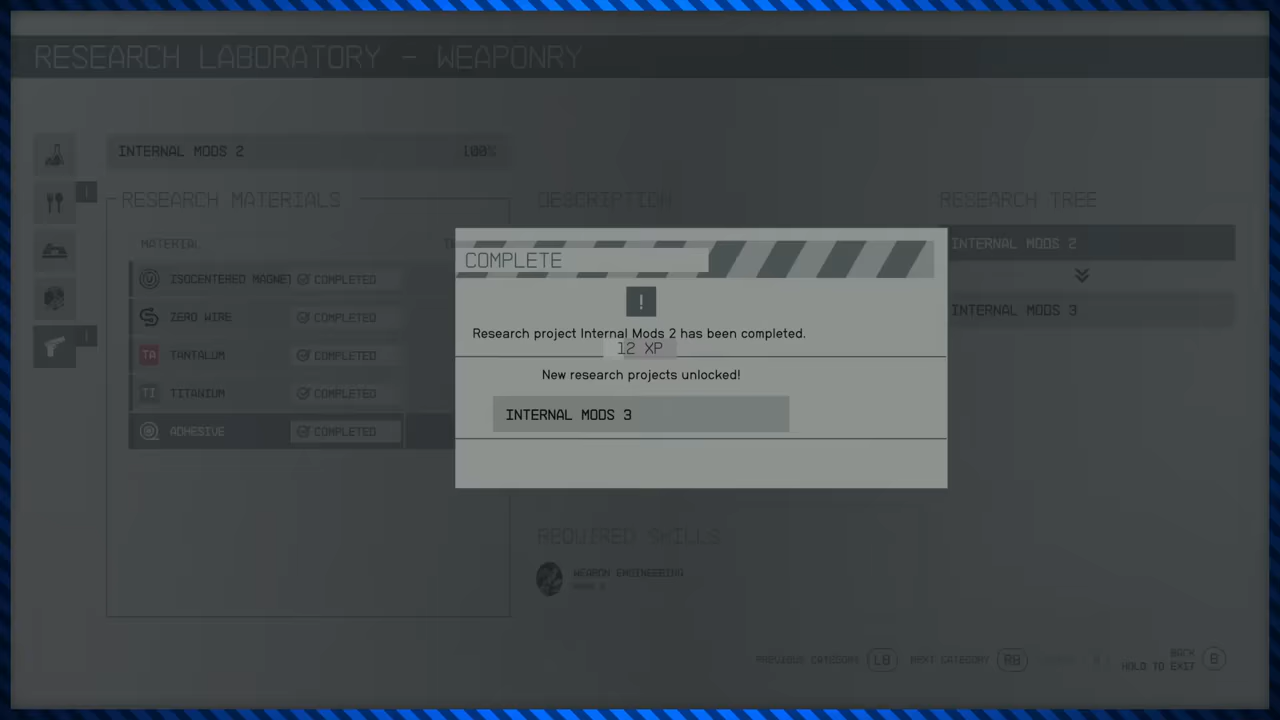 RESEARCH LABORATORY - WEAPONRY
INTERNAL MODS 2
100%
RESEARCH MATERIALS
MATERIAL
ISOCENTERED MAGNET
COMPLETED
ZERO WIRE
COMPLETED
TA
TANTALUM
COMPLETED
TI
TITANIUM
COMPLETED
ADHESIVE
COMPLETED
DESCRIPTION
RESEARCH TREE
INTERNAL MODS 2
INTERNAL MODS 3
COMPLETE
!
Research project Internal Mods 2 has been completed.
12 XP
New research projects unlocked!
INTERNAL MODS 3
REQUIRED SKILLS
WEAPON ENGINEERING
PREVIOUS CATEGORY
LB
NEXT CATEGORY
RB
BACK
HOLD TO EXIT
B